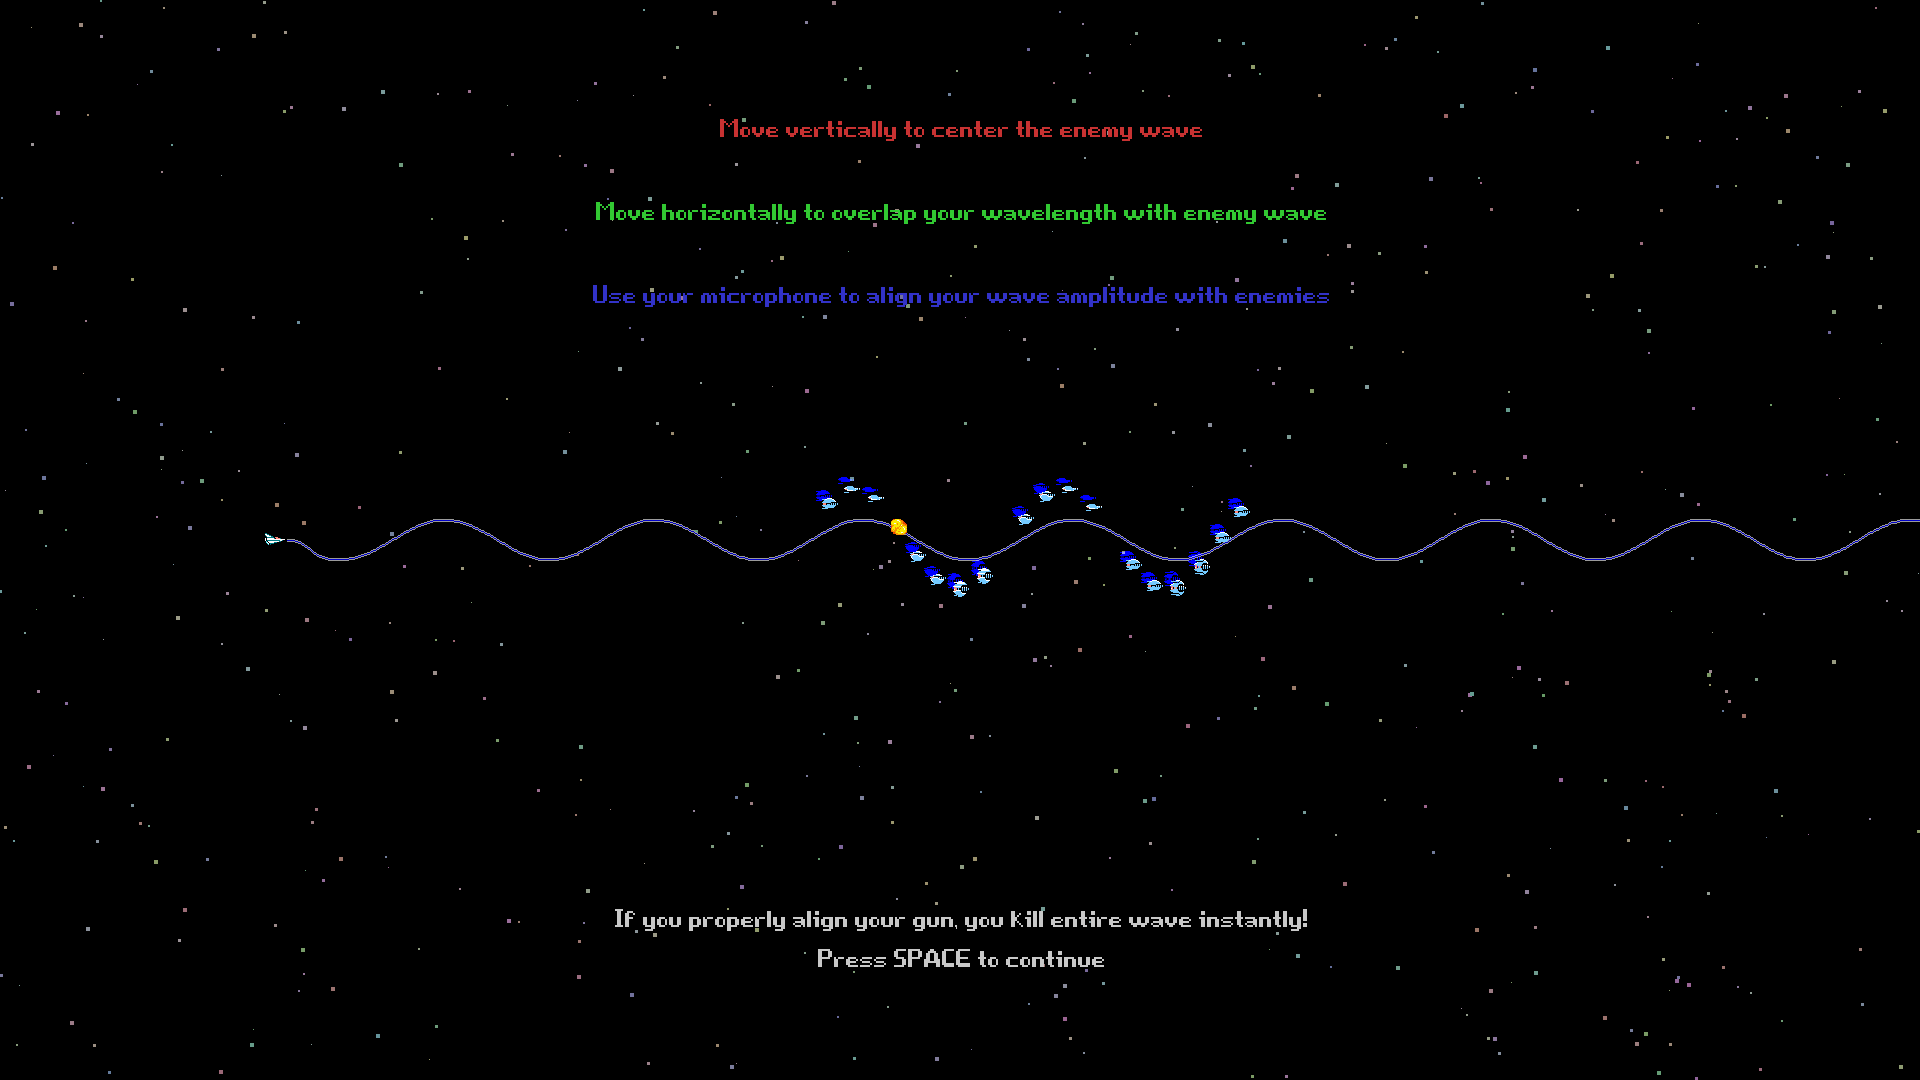 Move vertically to center the enemy wave
Move horizontally to overlap your wavelength with enemy wave
Use your microphone to align your wave amplitude with enemies
If you properly align your gun, you kill entire wave instantly!
Press SPACE to continue